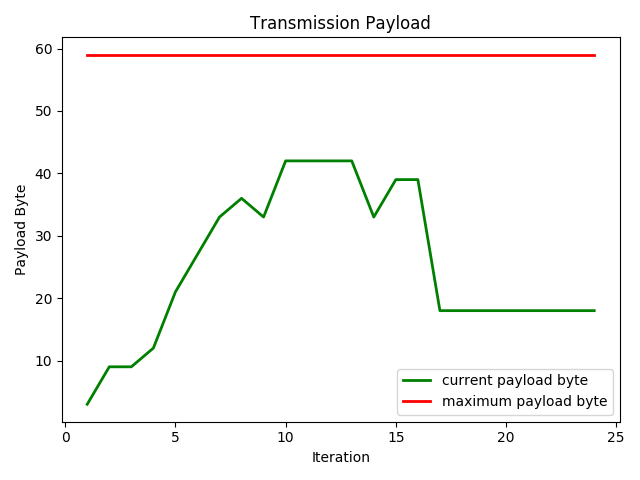 Transmission Payload
60
50
40
30
20
10
Payload Byte
current payload byte
maximum payload byte
0 5 10 15 20 25
Iteration